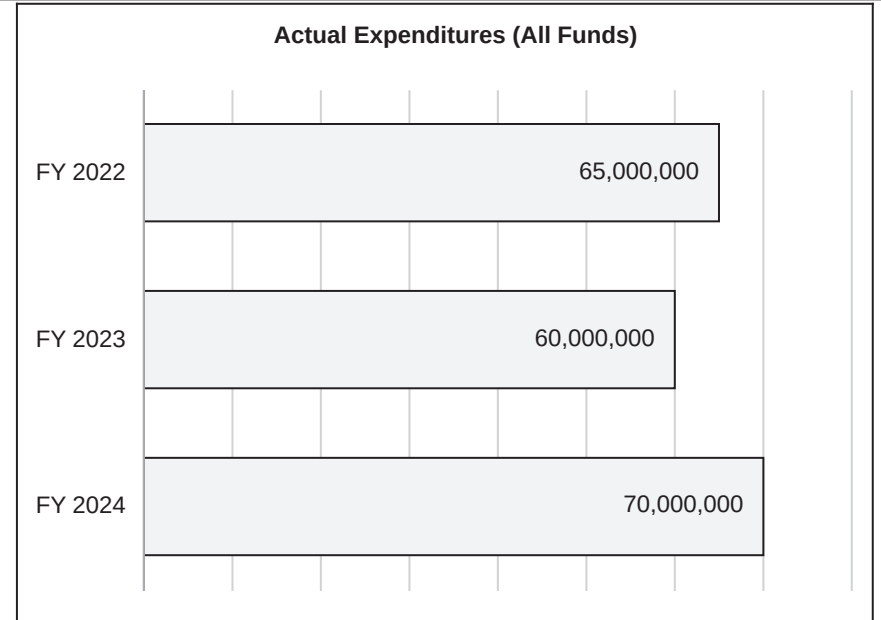 Actual Expenditures (All Funds)
FY 2022 65,000,000
FY 2023 60,000,000
FY 2024 70,000,000